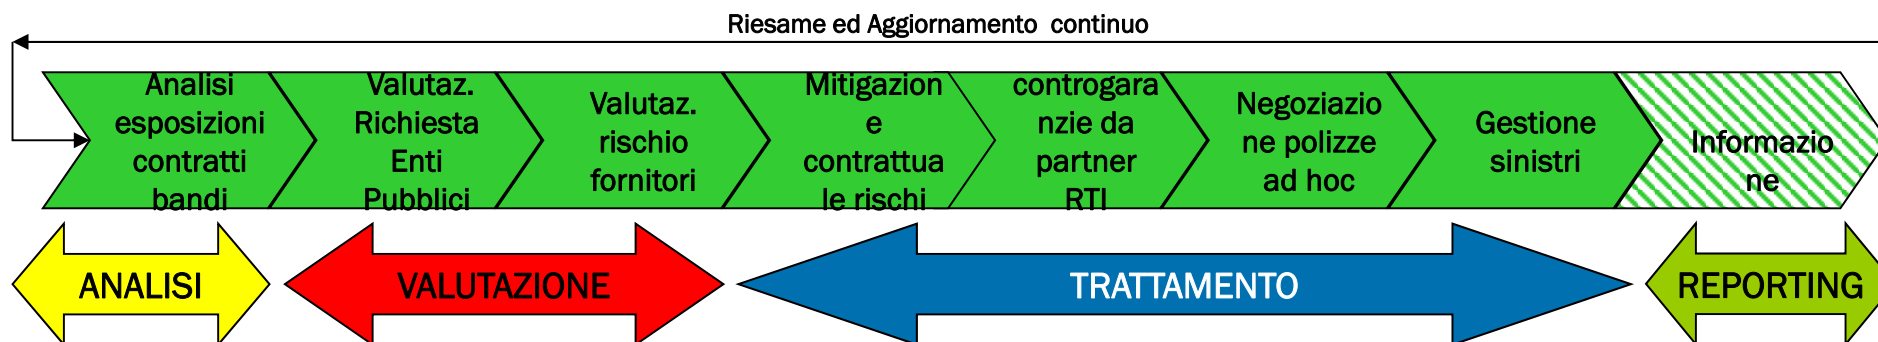 Riesame ed Aggiornamento continuo
Analisi
esposizioni
contratti
bandi
Valutaz.
Richiesta
Enti
Pubblici
Valutaz.
rischio
fornitori
Mitigazion
e
contrattua
le rischi
controgara
nzie da
partner
RTI
Negoziazio
ne polizze
ad hoc
Gestione
sinistri
Informazio
ne
ANALISI
VALUTAZIONE
TRATTAMENTO
REPORTING